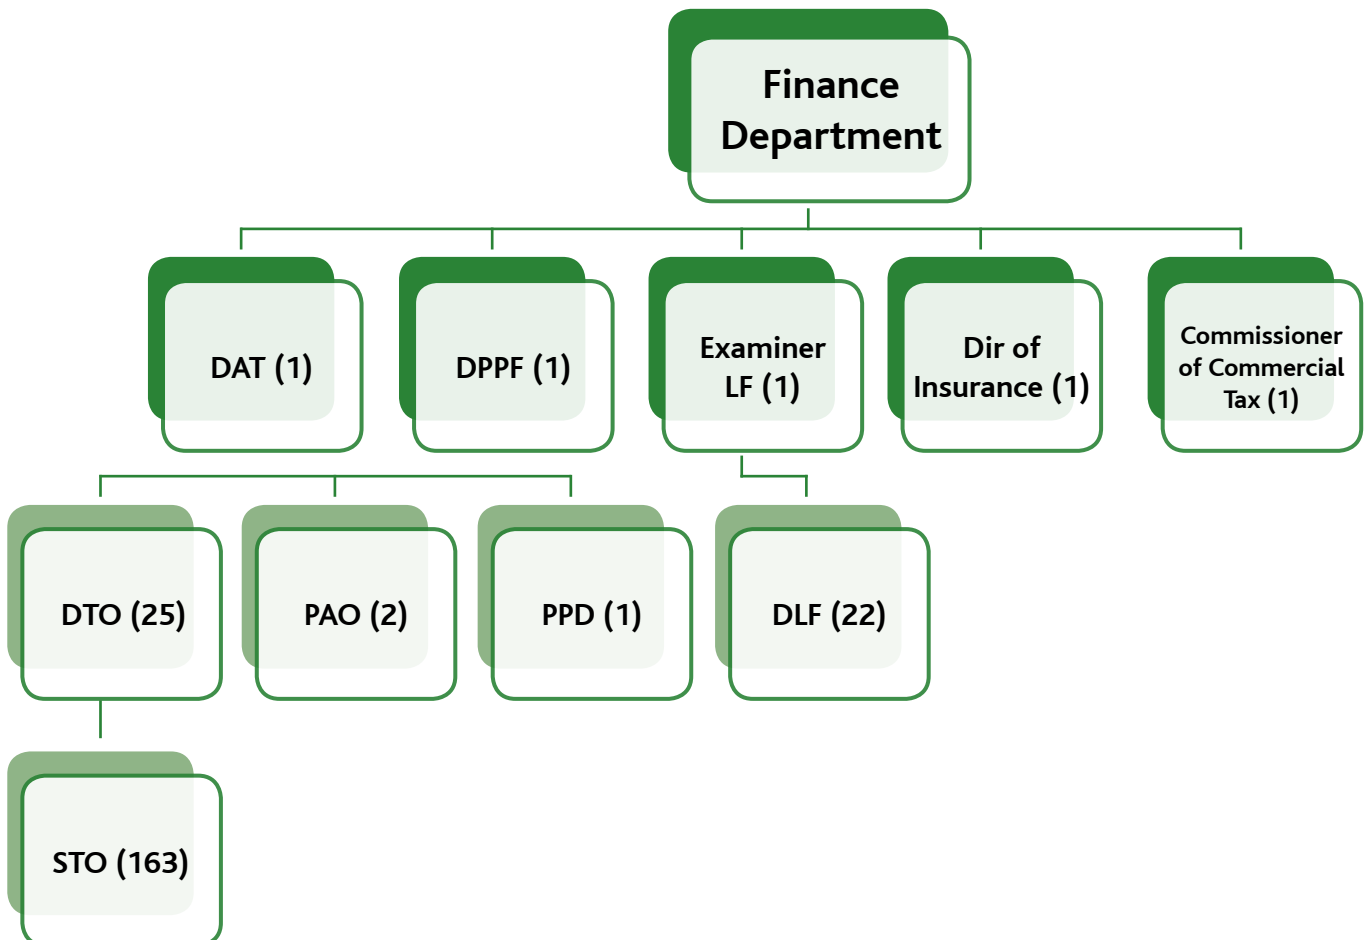 Finance
Department
DAT (1)
DPPF (1)
Examiner
LF (1)
Dir of
Insurance (1)
Commissioner
of Commercial
Tax (1)
DTO (25)
PAO (2)
PPD (1)
DLF (22)
STO (163)